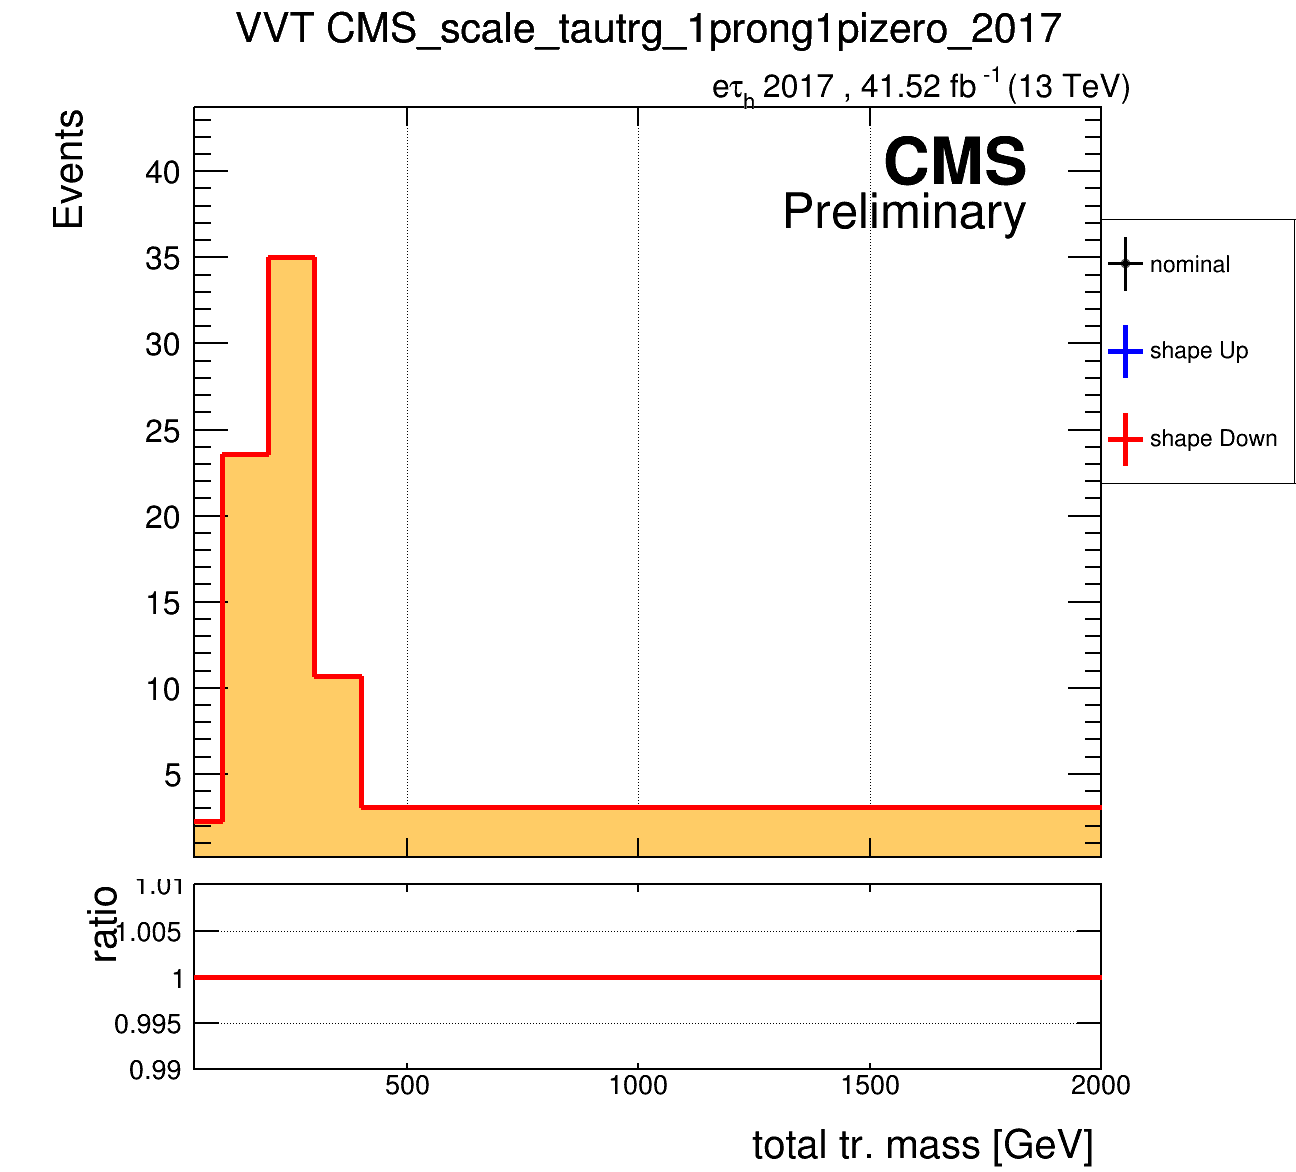 VVT CMS_scale_tautrg_1prong1pizero_2017
eτh 2017 , 41.52 fb-1 (13 TeV)
Events
40
35
30
25
20
15
10
5
CMS
Preliminary
nominal
shape Up
shape Down
ratio
1.01
1.005
1
0.995
0.99
500 1000 1500 2000
total tr. mass [GeV]